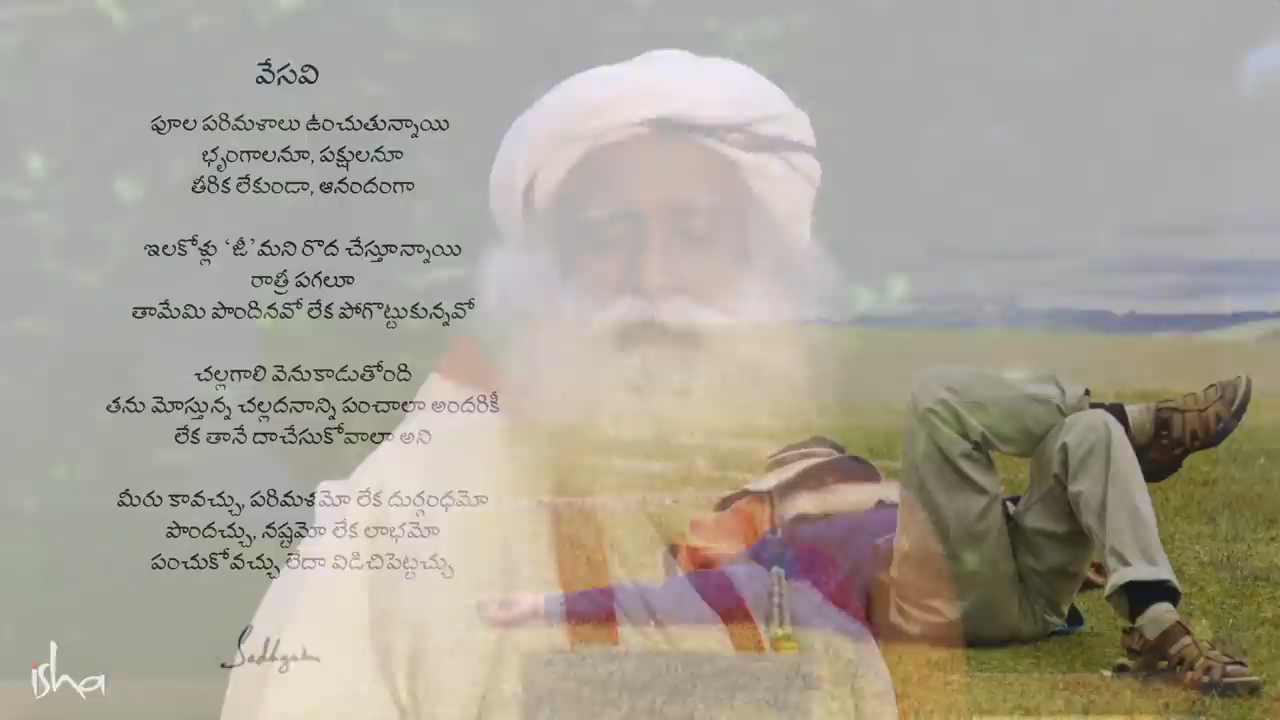 వేసవి
పూల పరిమళాలు ఉంచుతున్నాయి
భృంగాలనూ, పక్షులనూ
తీరిక లేకుండా, ఆనందంగా
ఇలకోళ్లు ‘జీ’మని రొద చేస్తూన్నాయి
రాత్రీ పగలూ
తామేమి పొందినవో లేక పోగొట్టుకున్నవో
చల్లగాలి వెనుకాడుతోంది
తను మోస్తున్న చల్లదనాన్ని పంచాలా అందరికీ
లేక తానే దాచేసుకోవాలా అని
మీరు కావచ్చు, పరిమళమో లేక దుర్గంధమో
పొందచ్చు, నష్టమో లేక లాభమో
పంచుకోవచ్చు లేదా విడిచిపెట్టచ్చు
Sadhguru
isha